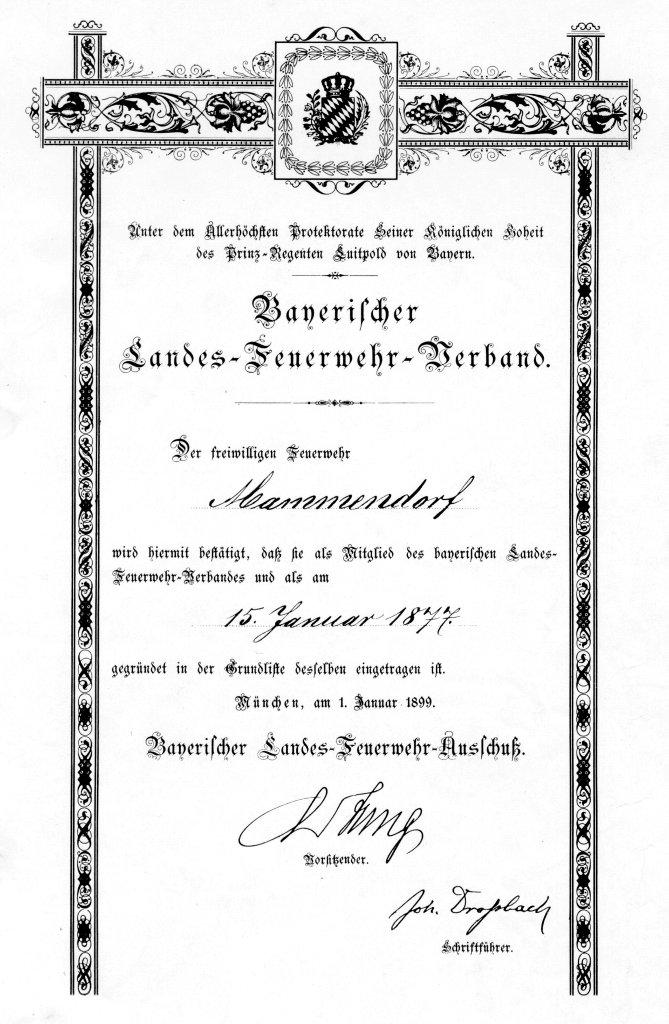 Unter dem Allerhöchsten Protektorate Seiner Königlichen Hoheit
des Prinz-Regenten Luitpold von Bayern.
Bayerischer
Landes-Feuerwehr-Verband.
Der freiwilligen Feuerwehr
Mammendorf
wird hiermit bestätigt, daß sie als Mitglied des bayerischen Landes-
Feuerwehr-Verbandes und als am
15. Januar 1877.
gegründet in der Grundliste desselben eingetragen ist.
München, am 1. Januar 1899.
Bayerischer Landes-Feuerwehr-Ausschuß.
Vorsitzender.
Joh. Droßbach
Schriftführer.